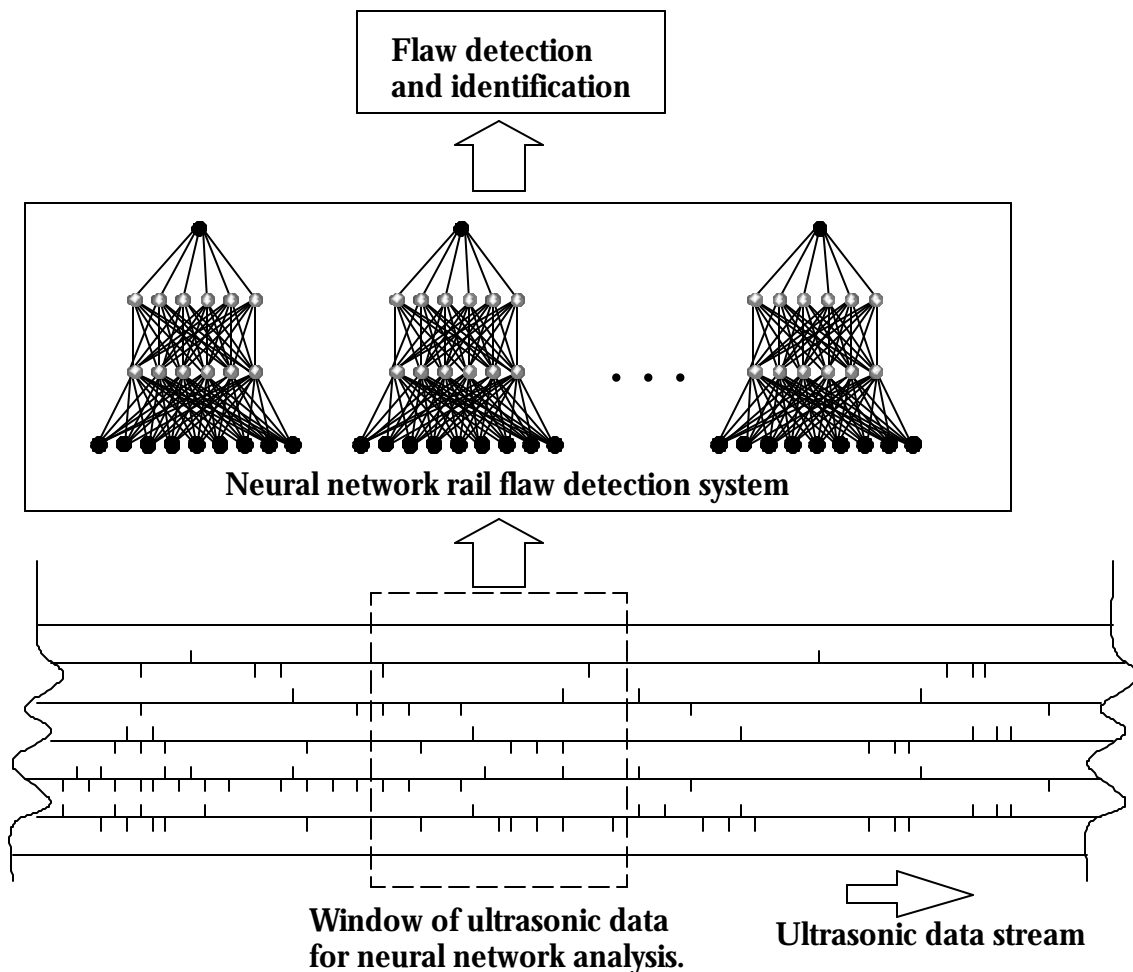 Flaw detection
and identification
. . .
Neural network rail flaw detection system
Window of ultrasonic data
for neural network analysis.
Ultrasonic data stream